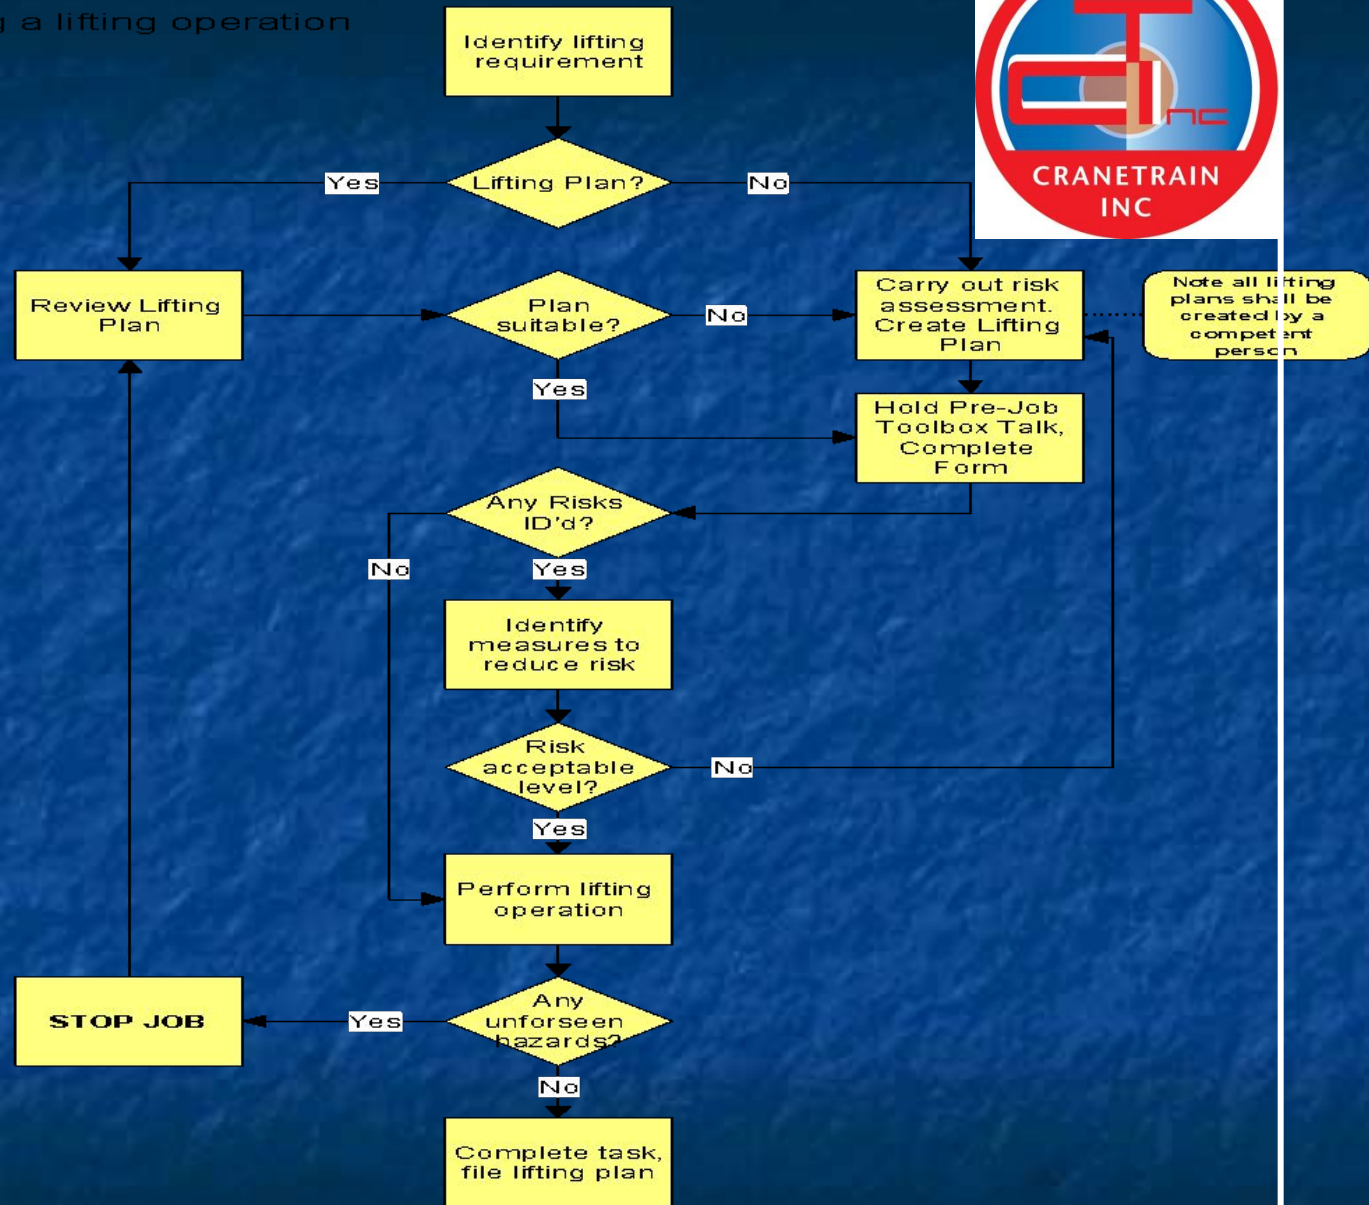 a lifting operation
Identify lifting
requirement
Lifting Plan?
Yes
No
CRANETRAIN
INC
nc
Review Lifting
Plan
Plan
suitable?
No
Yes
Carry out risk
assessment.
Create Lifting
Plan
Note all lifting
plans shall be
created by a
competent
person
Hold Pre-Job
Toolbox Talk,
Complete
Form
Any Risks
ID'd?
No
Yes
Identify
measures to
reduce risk
Risk
acceptable
level?
No
Yes
Perform lifting
operation
Any
unforseen
hazards?
Yes
STOP JOB
No
Complete task,
file lifting plan